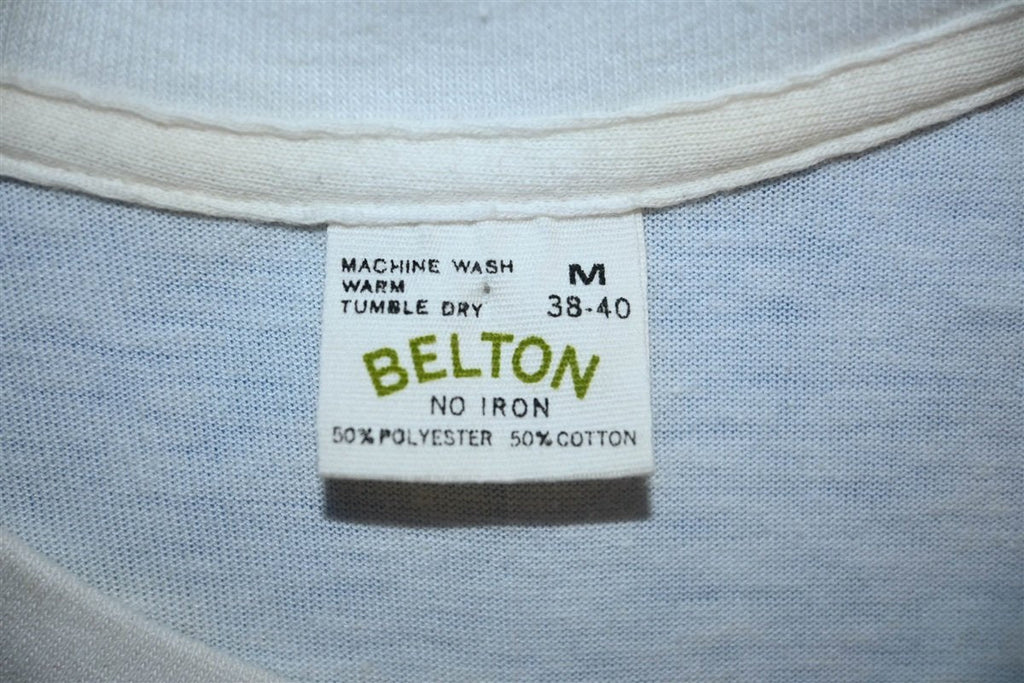 MACHINE WASH
WARM
TUMBLE DRY
M
38-40
BELTON
NO IRON
50% POLYESTER 50% COTTON